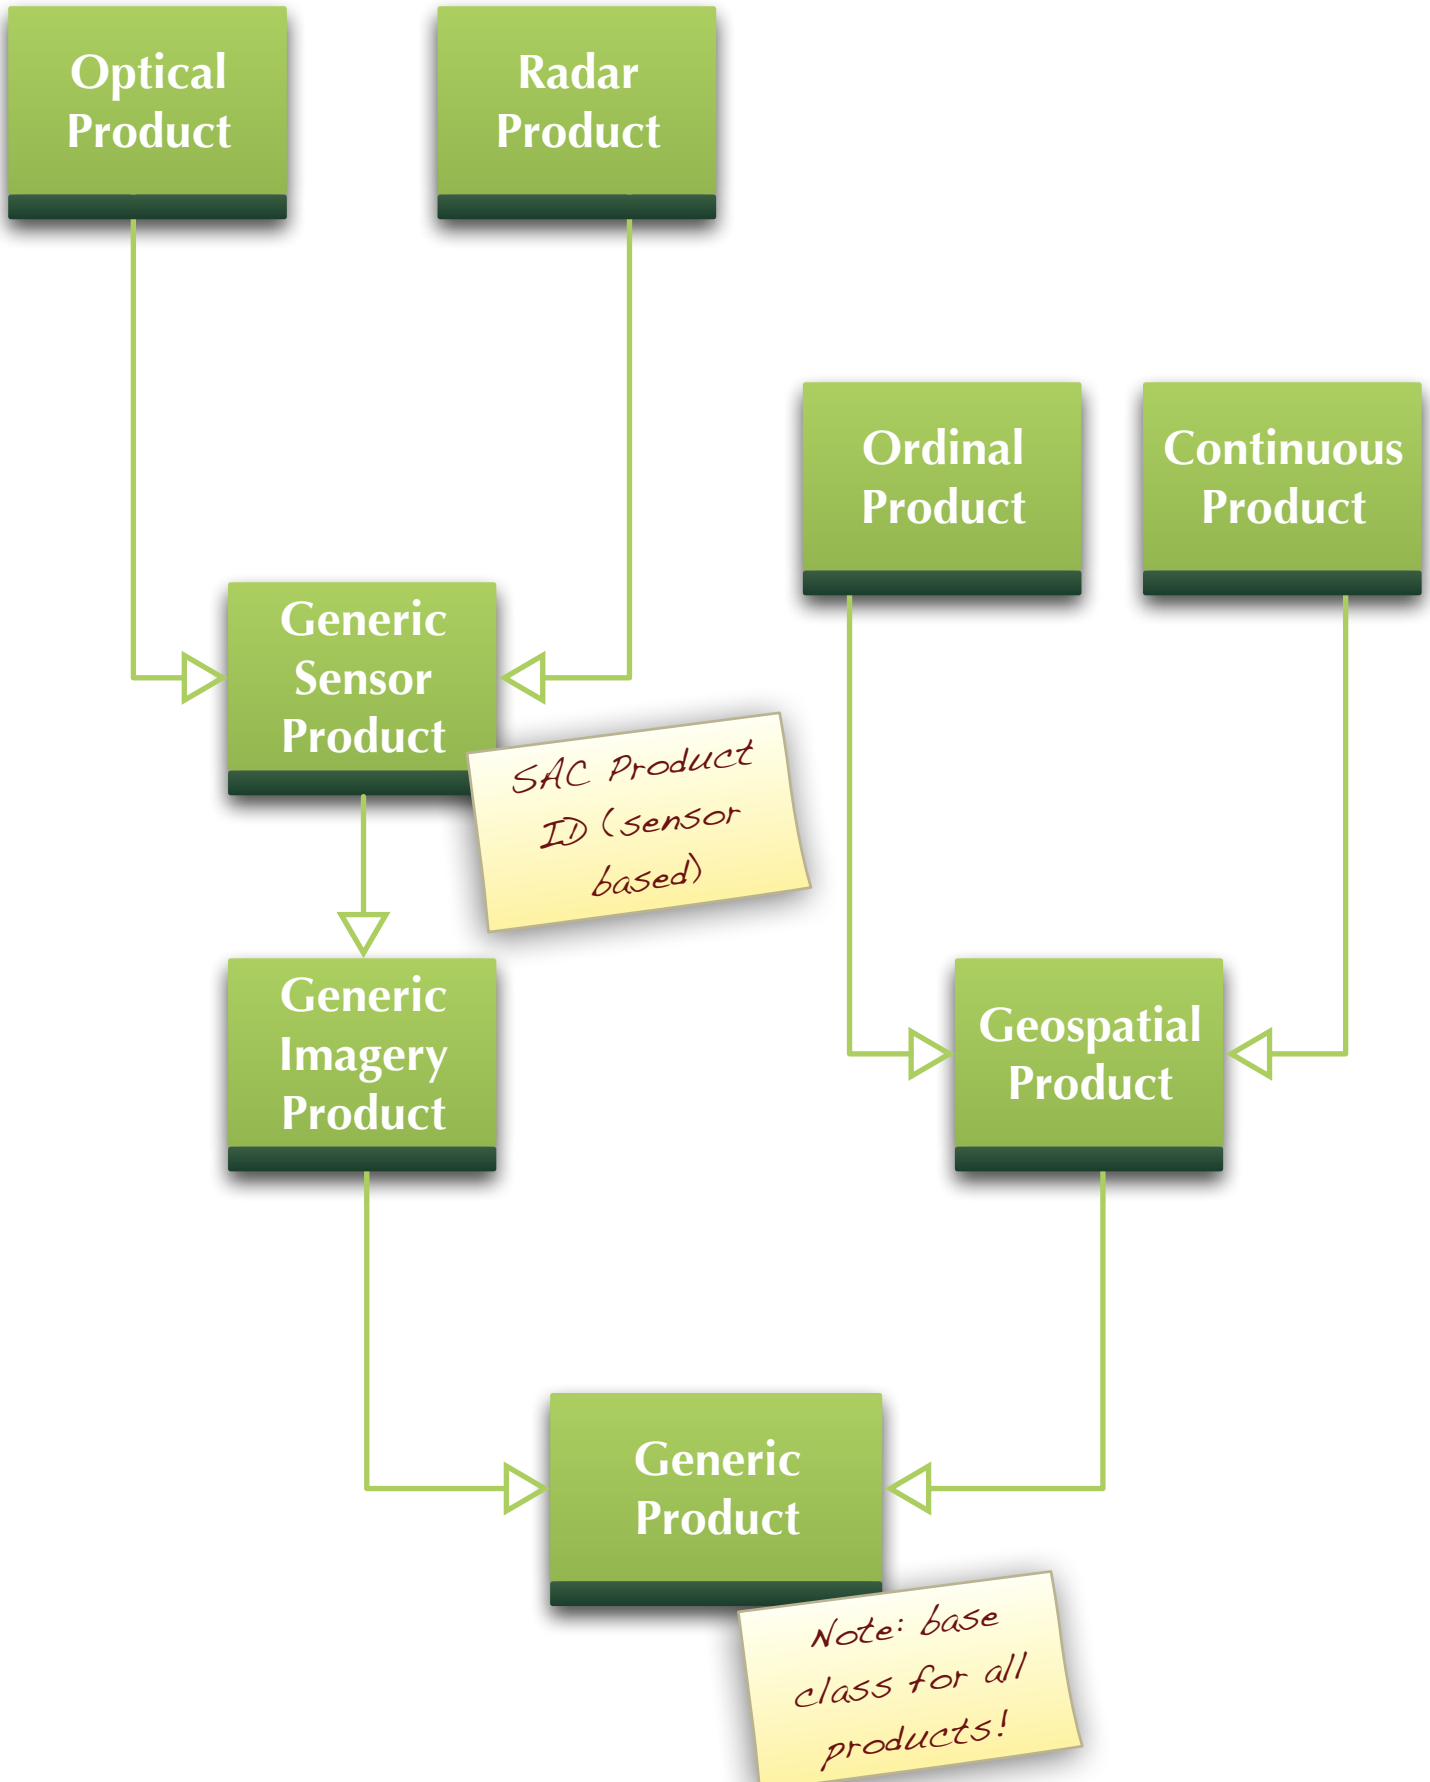 Optical
Product
Radar
Product
Ordinal
Product
Continuous
Product
Generic
Sensor
Product
SAC Product
ID (sensor
based)
Generic
Imagery
Product
Geospatial
Product
Generic
Product
Note: base
class for all
products!